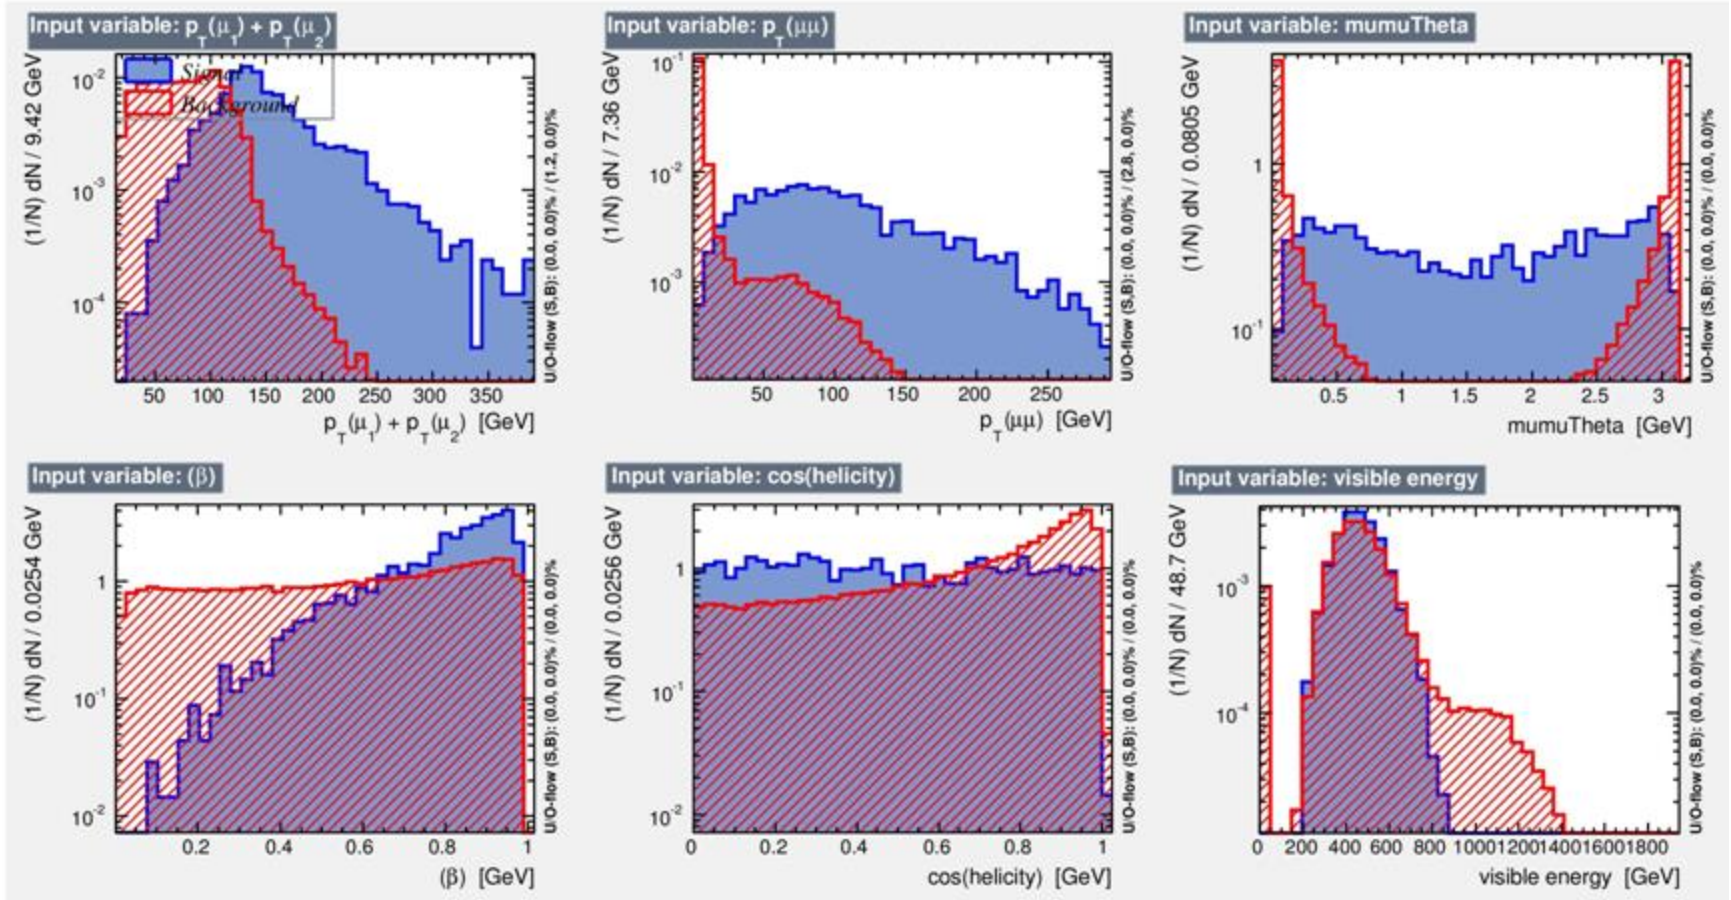 Input variable: p_T(μ_1) + p_T(μ_2)
Signal
Background
(1/N) dN / 9.42 GeV
10^-2
10^-3
10^-4
50 100 150 200 250 300 350
p_T(μ_1) + p_T(μ_2) [GeV]
U/O-flow (S,B): (0.0, 0.0)% / (1.2, 0.0)%
Input variable: p_T(μμ)
(1/N) dN / 7.36 GeV
10^-1
10^-2
10^-3
50 100 150 200 250
p_T(μμ) [GeV]
U/O-flow (S,B): (0.0, 0.0)% / (2.8, 0.0)%
Input variable: mumuTheta
(1/N) dN / 0.0805 GeV
1
10^-1
0.5 1 1.5 2 2.5 3
mumuTheta [GeV]
U/O-flow (S,B): (0.0, 0.0)% / (0.0, 0.0)%
Input variable: (β)
(1/N) dN / 0.0254 GeV
1
10^-1
10^-2
0.2 0.4 0.6 0.8 1
(β) [GeV]
U/O-flow (S,B): (0.0, 0.0)% / (0.0, 0.0)%
Input variable: cos(helicity)
(1/N) dN / 0.0256 GeV
1
10^-1
10^-2
0 0.2 0.4 0.6 0.8 1
cos(helicity) [GeV]
U/O-flow (S,B): (0.0, 0.0)% / (0.0, 0.0)%
Input variable: visible energy
(1/N) dN / 48.7 GeV
10^-3
10^-4
0 200 400 600 800 1000 1200 1400 1600 1800
visible energy [GeV]
U/O-flow (S,B): (0.0, 0.0)% / (0.0, 0.0)%